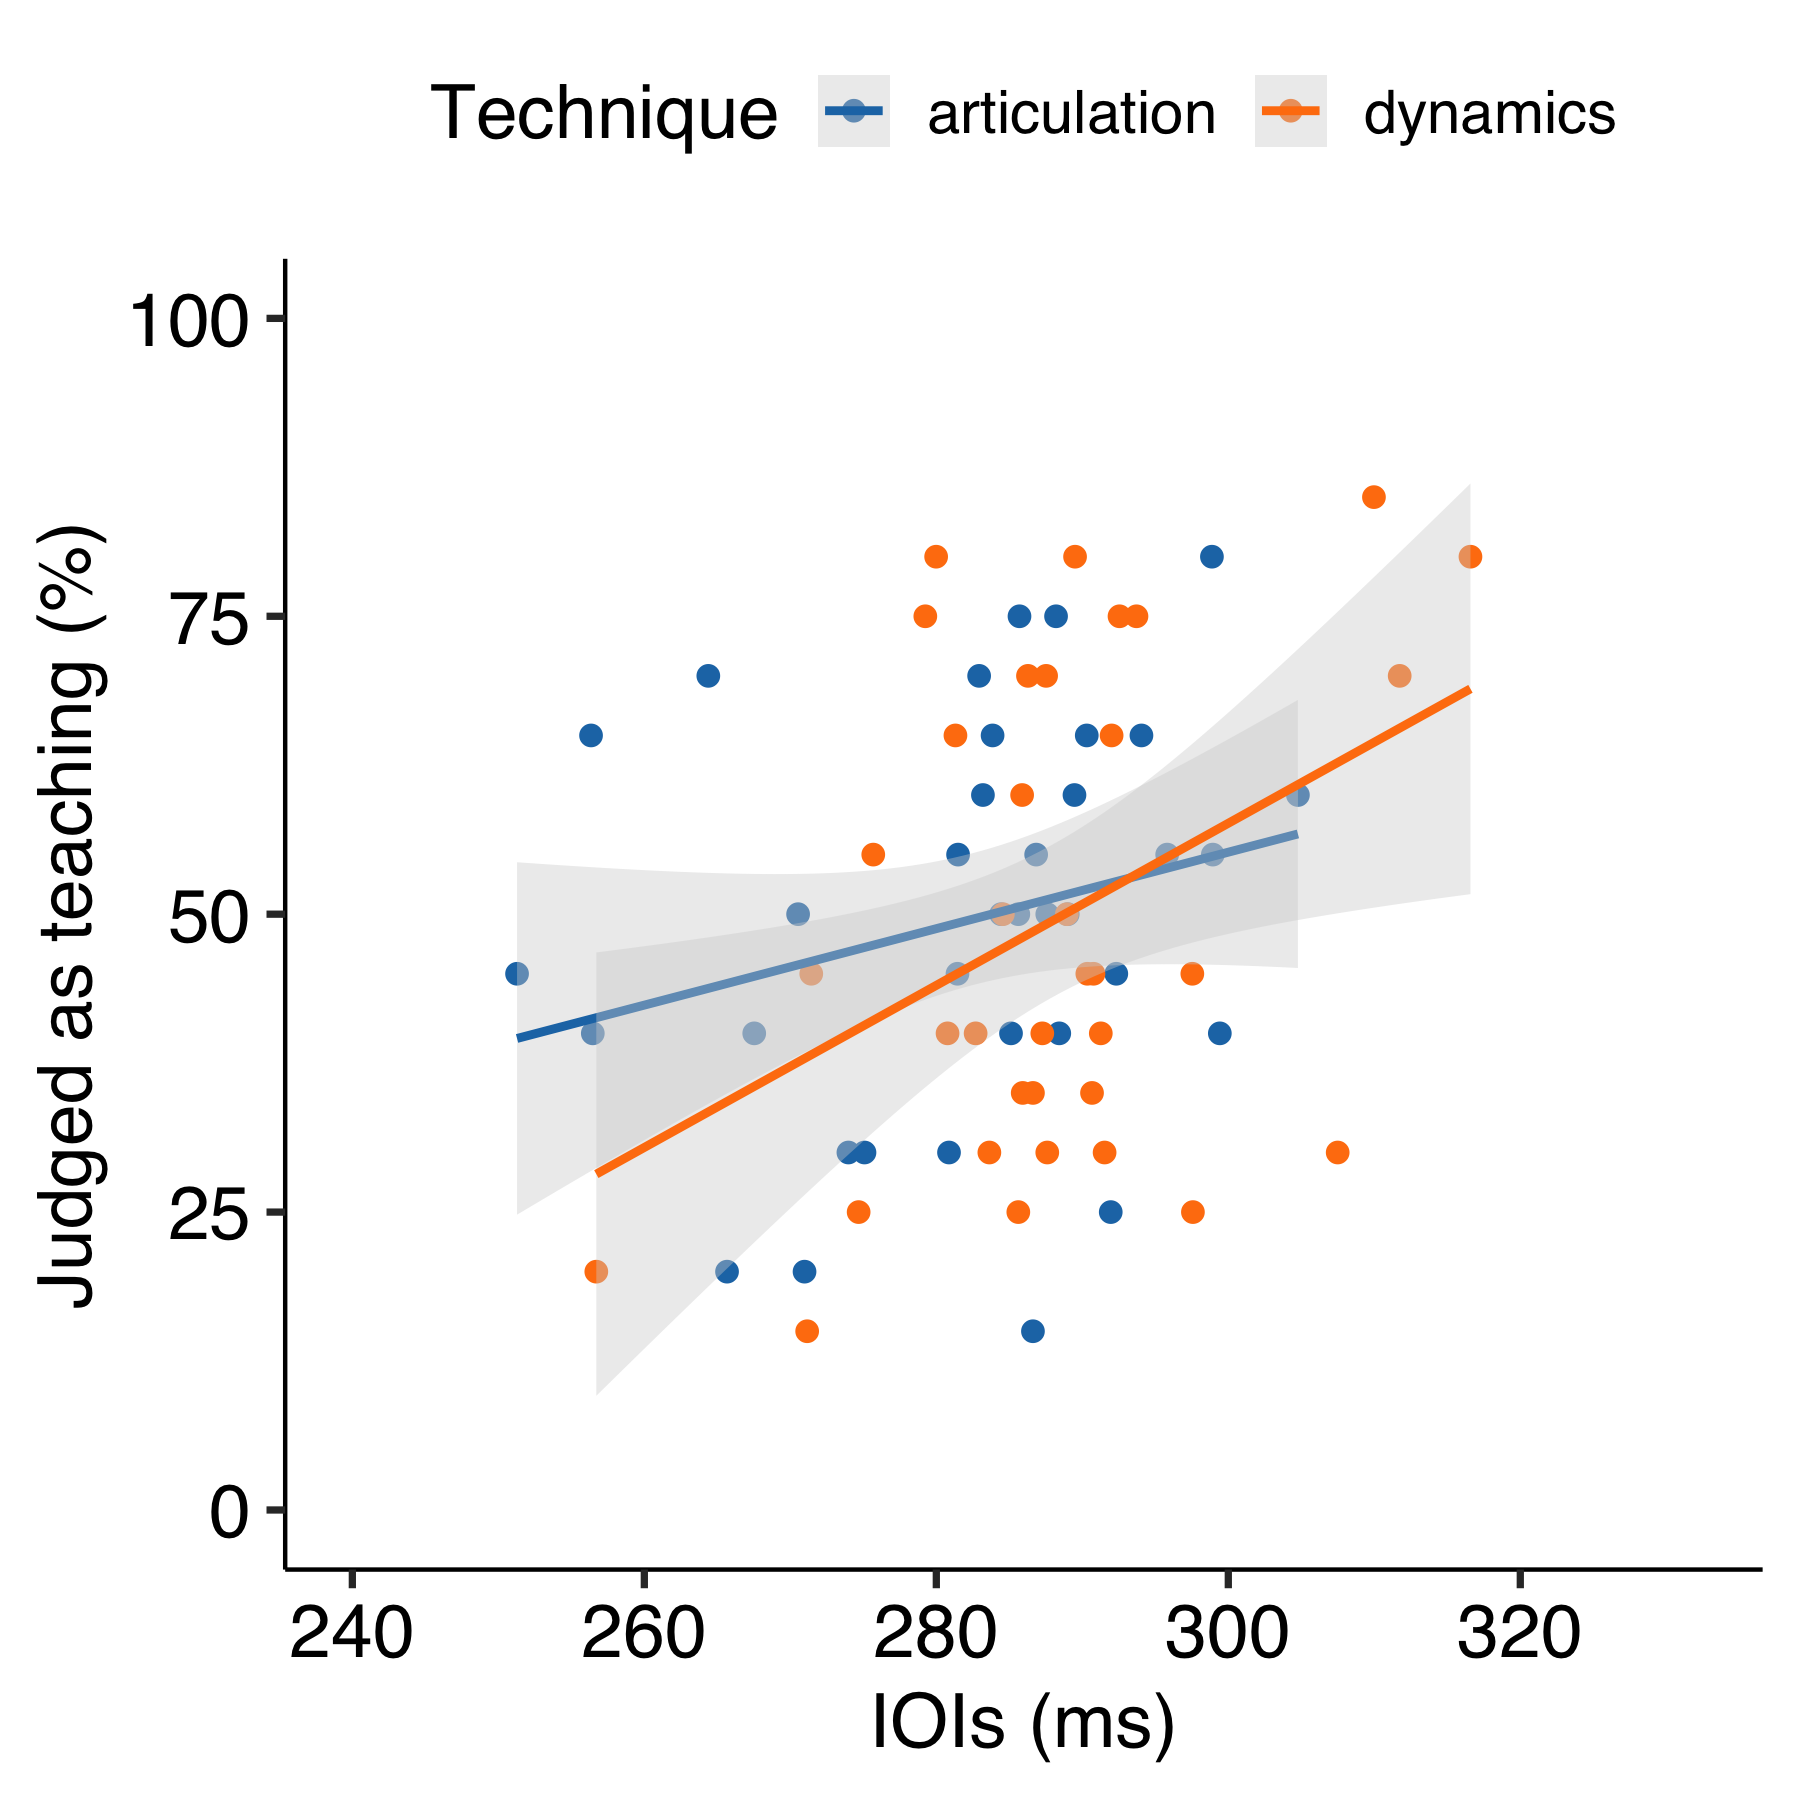 Technique articulation dynamics
100
75
50
25
0
Judged as teaching (%)
240 260 280 300 320
IOIs (ms)